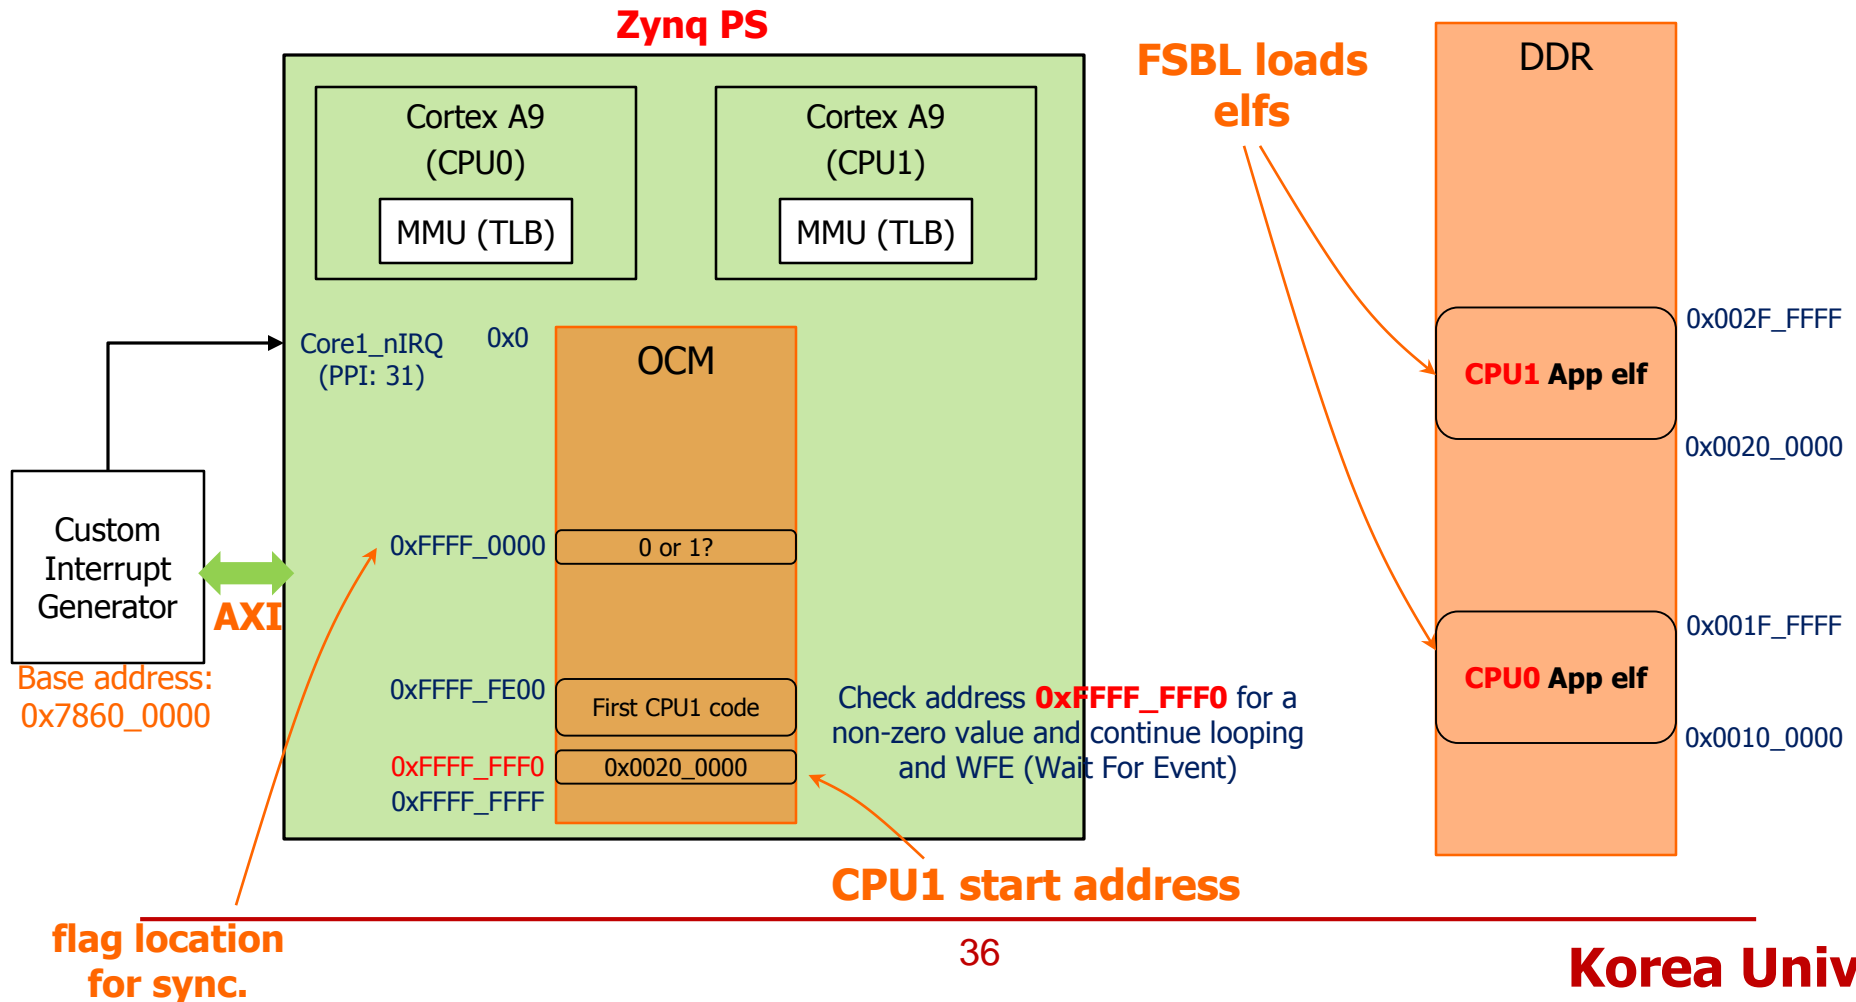 Zynq PS
Cortex A9
(CPU0)
MMU (TLB)
Cortex A9
(CPU1)
MMU (TLB)
FSBL loads
elfs
DDR
Core1_nIRQ
(PPI: 31)
0x0
OCM
0x002F_FFFF
CPU1 App elf
0x0020_0000
Custom
Interrupt
Generator
AXI
Base address:
0x7860_0000
0xFFFF_0000
0 or 1?
0xFFFF_FE00
First CPU1 code
0xFFFF_FFF0
0x0020_0000
0xFFFF_FFFF
Check address 0xFFFF_FFF0 for a
non-zero value and continue looping
and WFE (Wait For Event)
0x001F_FFFF
CPU0 App elf
0x0010_0000
CPU1 start address
flag location
for sync.
36
Korea Univ